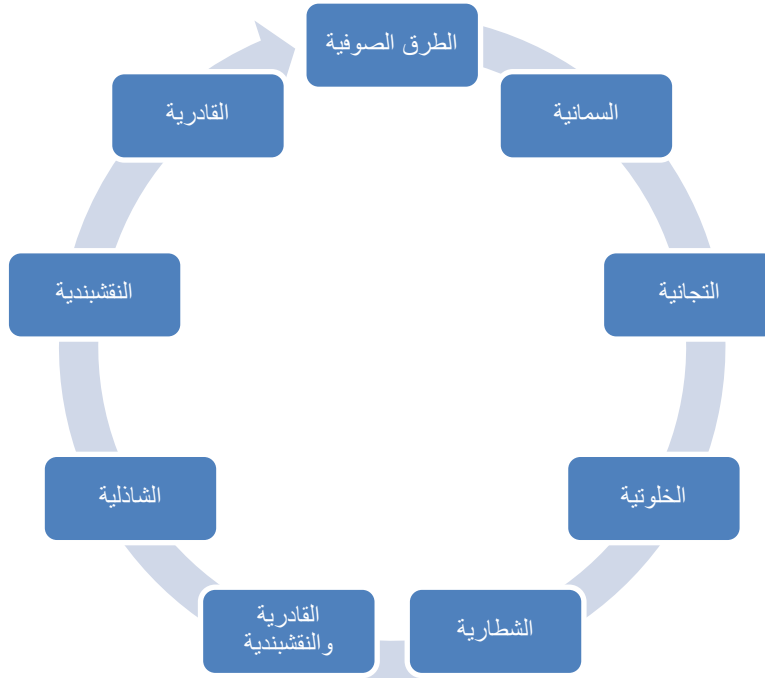 الطرق الصوفية
السمانية
التجانية
الخلوتية
الشطارية
القادرية
والنقشبندية
الشاذلية
النقشبندية
القادرية